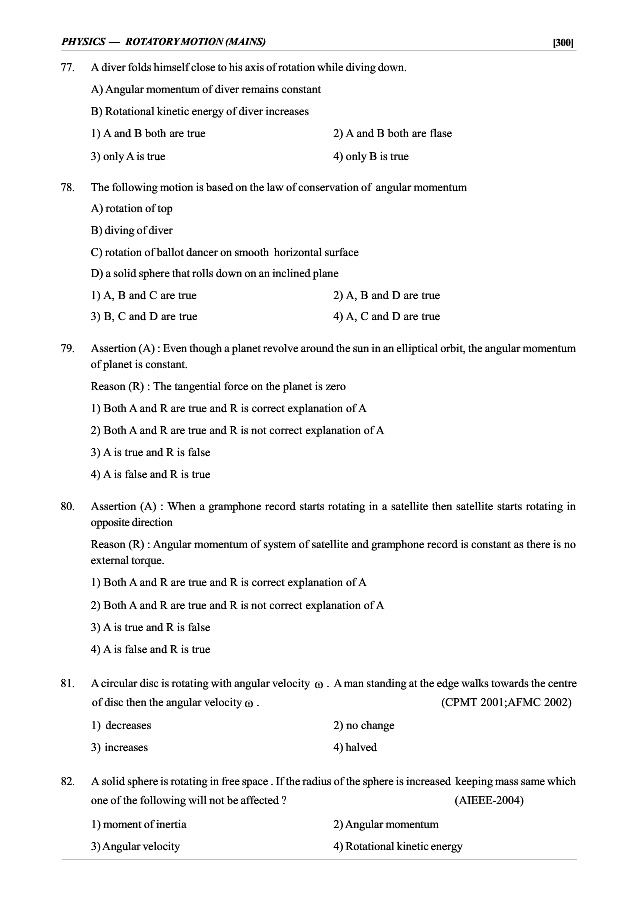 PHYSICS — ROTATORY MOTION (MAINS) [300]
77. A diver folds himself close to his axis of rotation while diving down.
A) Angular momentum of diver remains constant
B) Rotational kinetic energy of diver increases
1) A and B both are true 2) A and B both are flase
3) only A is true 4) only B is true
78. The following motion is based on the law of conservation of angular momentum
A) rotation of top
B) diving of diver
C) rotation of ballot dancer on smooth horizontal surface
D) a solid sphere that rolls down on an inclined plane
1) A, B and C are true 2) A, B and D are true
3) B, C and D are true 4) A, C and D are true
79. Assertion (A) : Even though a planet revolve around the sun in an elliptical orbit, the angular momentum
of planet is constant.
Reason (R) : The tangential force on the planet is zero
1) Both A and R are true and R is correct explanation of A
2) Both A and R are true and R is not correct explanation of A
3) A is true and R is false
4) A is false and R is true
80. Assertion (A) : When a gramphone record starts rotating in a satellite then satellite starts rotating in
opposite direction
Reason (R) : Angular momentum of system of satellite and gramphone record is constant as there is no
external torque.
1) Both A and R are true and R is correct explanation of A
2) Both A and R are true and R is not correct explanation of A
3) A is true and R is false
4) A is false and R is true
81. A circular disc is rotating with angular velocity ω . A man standing at the edge walks towards the centre
of disc then the angular velocity ω . (CPMT 2001;AFMC 2002)
1) decreases 2) no change
3) increases 4) halved
82. A solid sphere is rotating in free space . If the radius of the sphere is increased keeping mass same which
one of the following will not be affected ? (AIEEE-2004)
1) moment of inertia 2) Angular momentum
3) Angular velocity 4) Rotational kinetic energy